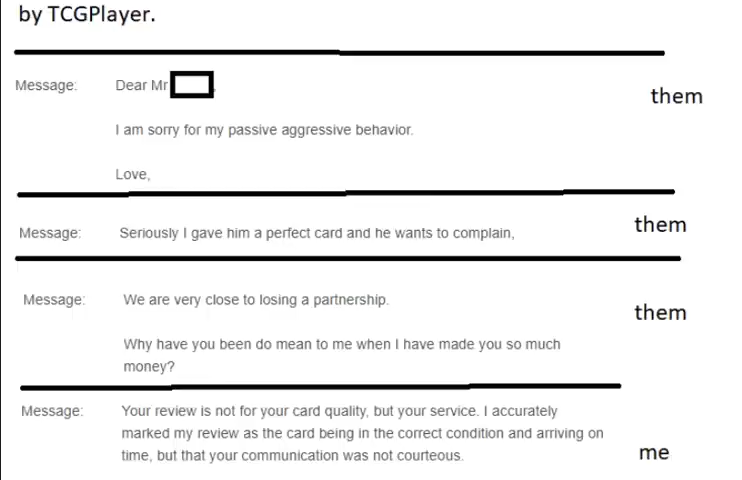 by TCGPlayer.
Message: Dear Mr ,
them
I am sorry for my passive aggressive behavior.
Love,
Message: Seriously I gave him a perfect card and he wants to complain,
them
Message: We are very close to losing a partnership.
them
Why have you been do mean to me when I have made you so much
money?
Message: Your review is not for your card quality, but your service. I accurately
marked my review as the card being in the correct condition and arriving on
time, but that your communication was not courteous.
me